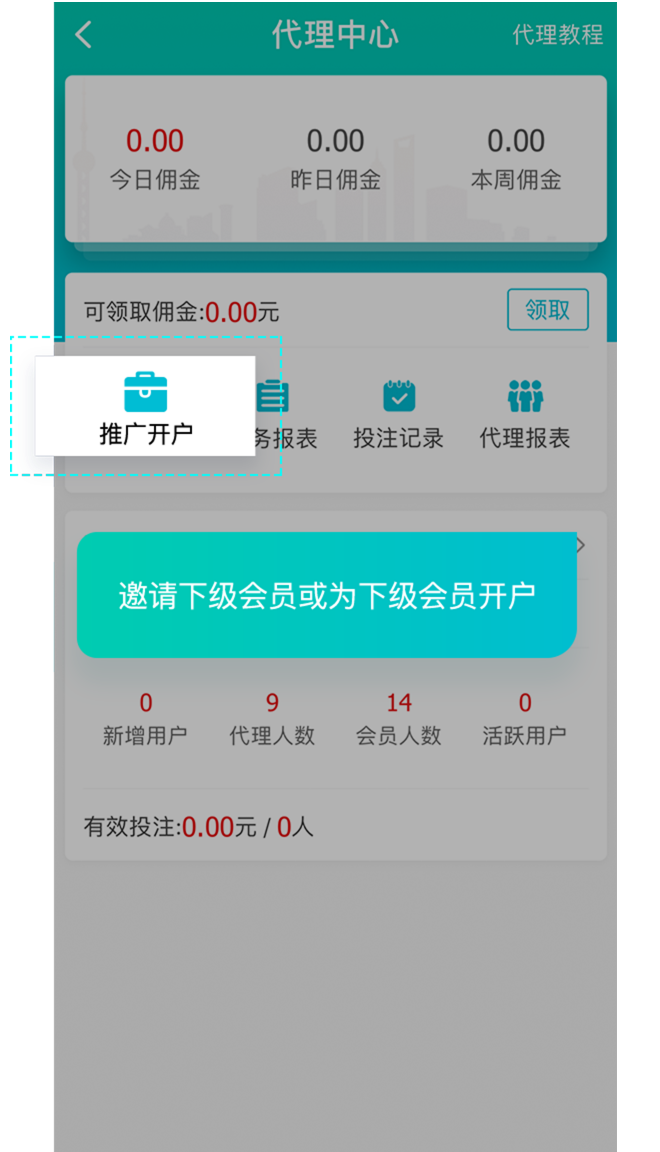 代理中心
代理教程
0.00 0.00 0.00
今日佣金 昨日佣金 本周佣金
可领取佣金:0.00元
领取
推广开户 务报表 投注记录 代理报表
邀请下级会员或为下级会员开户
0 9 14 0
新增用户 代理人数 会员人数 活跃用户
有效投注:0.00元 / 0人